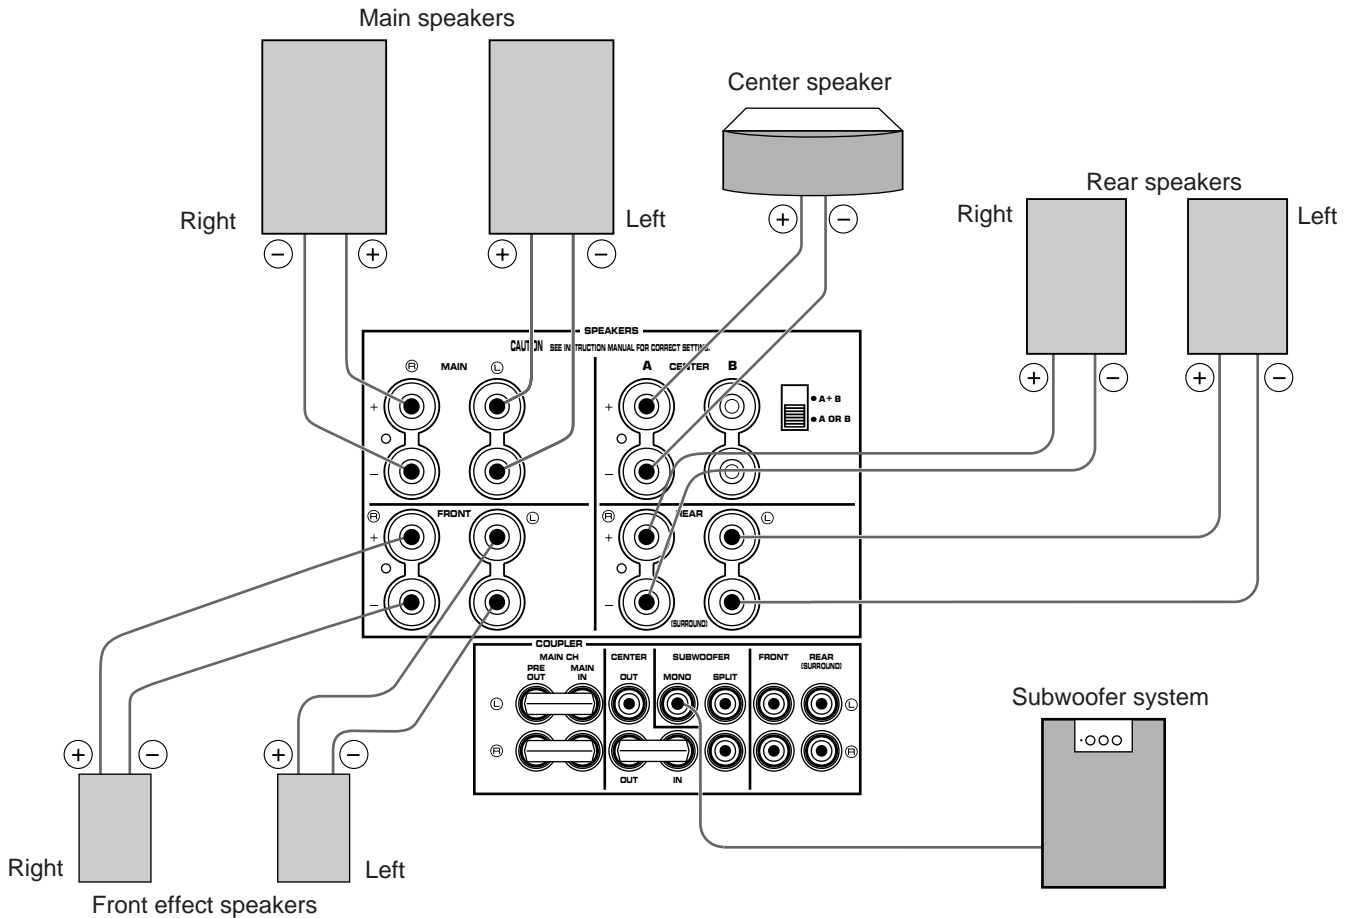 Main speakers
Center speaker
Rear speakers
Right
Left
Right
Left
− + + −
+ −
+ − + −
SPEAKERS
CAUTION SEE INSTRUCTION MANUAL FOR CORRECT SETTING.
R MAIN L
A CENTER B
+ +
• A + B
• A OR B
− −
R FRONT L
R REAR L
+ +
− −
(SURROUND)
COUPLER
MAIN CH
PRE OUT
MAIN IN
CENTER
OUT
SUBWOOFER
MONO SPLIT
FRONT
REAR
(SURROUND)
L L
R R
OUT IN
Subwoofer system
+ − + −
Right
Left
Front effect speakers